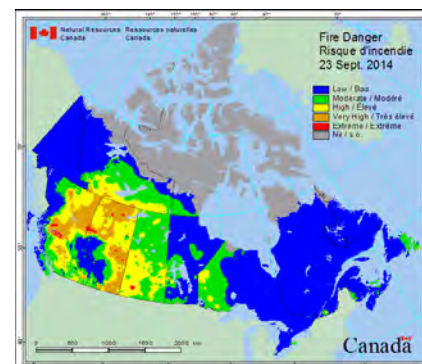 Natural Resources Ressources naturelles
Canada Canada
Fire Danger
Risque d'incendie
23 Sept. 2014
Low / Bas
Moderate / Modéré
High / Élevé
Very High / Très élevé
Extreme / Extrême
Nil / s.o.
Canada